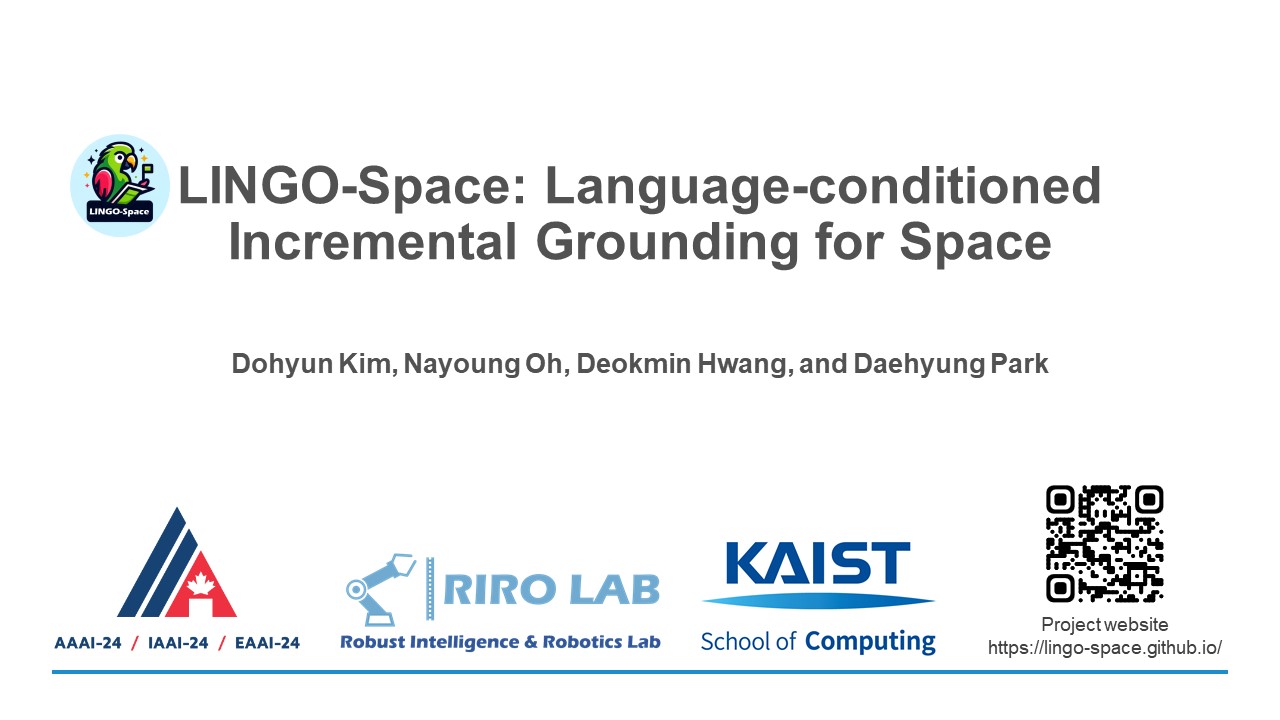 LINGO-Space
LINGO-Space: Language-conditioned
Incremental Grounding for Space
Dohyun Kim, Nayoung Oh, Deokmin Hwang, and Daehyung Park
AAAI-24 / IAAI-24 / EAAI-24
RIRO LAB
Robust Intelligence & Robotics Lab
KAIST
School of Computing
Project website
https://lingo-space.github.io/